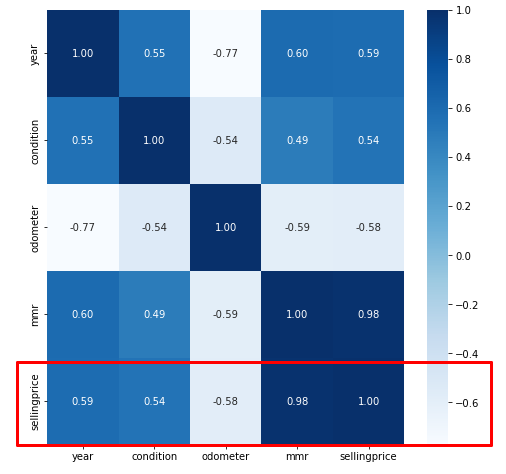 year 1.00 0.55 -0.77 0.60 0.59
condition 0.55 1.00 -0.54 0.49 0.54
odometer -0.77 -0.54 1.00 -0.59 -0.58
mmr 0.60 0.49 -0.59 1.00 0.98
sellingprice 0.59 0.54 -0.58 0.98 1.00
year condition odometer mmr sellingprice
1.0
0.8
0.6
0.4
0.2
0.0
-0.2
-0.4
-0.6